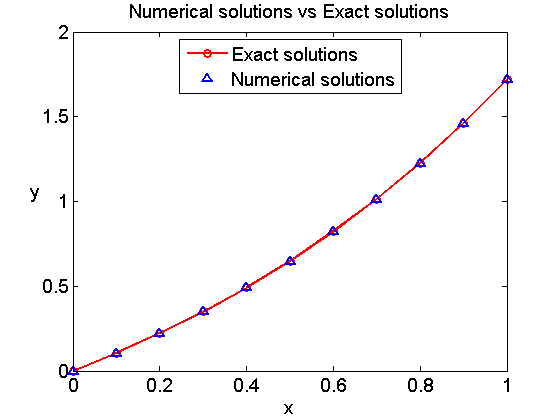 Numerical solutions vs Exact solutions
2
Exact solutions
Numerical solutions
1.5
y
1
0.5
0
0 0.2 0.4 0.6 0.8 1
x